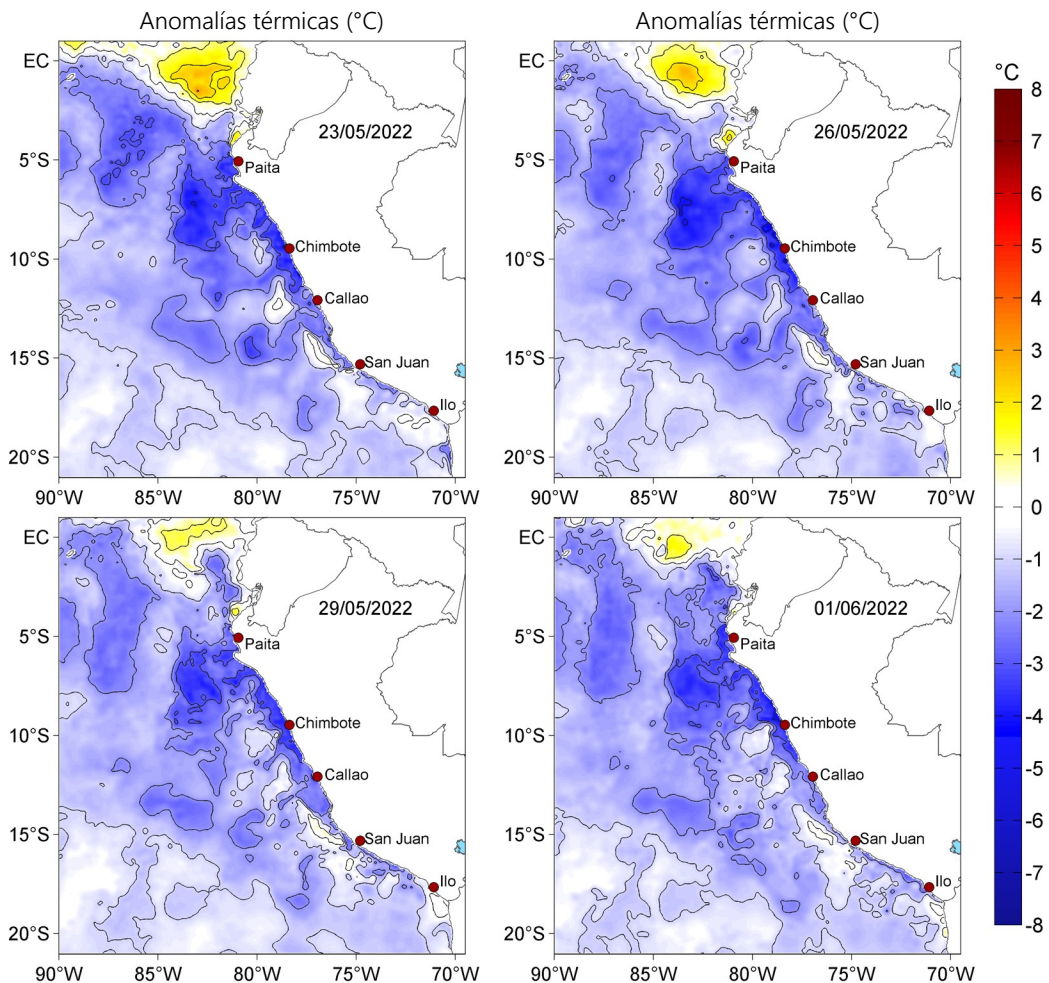 Anomalías térmicas (°C)
Anomalías térmicas (°C)
EC
5°S
10°S
15°S
20°S
90°W
85°W
80°W
75°W
70°W
23/05/2022
Paita
Chimbote
Callao
San Juan
Ilo
EC
5°S
10°S
15°S
20°S
90°W
85°W
80°W
75°W
70°W
26/05/2022
Paita
Chimbote
Callao
San Juan
Ilo
°C
8
7
6
5
4
3
2
1
0
-1
-2
-3
-4
-5
-6
-7
-8
EC
5°S
10°S
15°S
20°S
90°W
85°W
80°W
75°W
70°W
29/05/2022
Paita
Chimbote
Callao
San Juan
Ilo
EC
5°S
10°S
15°S
20°S
90°W
85°W
80°W
75°W
70°W
01/06/2022
Paita
Chimbote
Callao
San Juan
Ilo